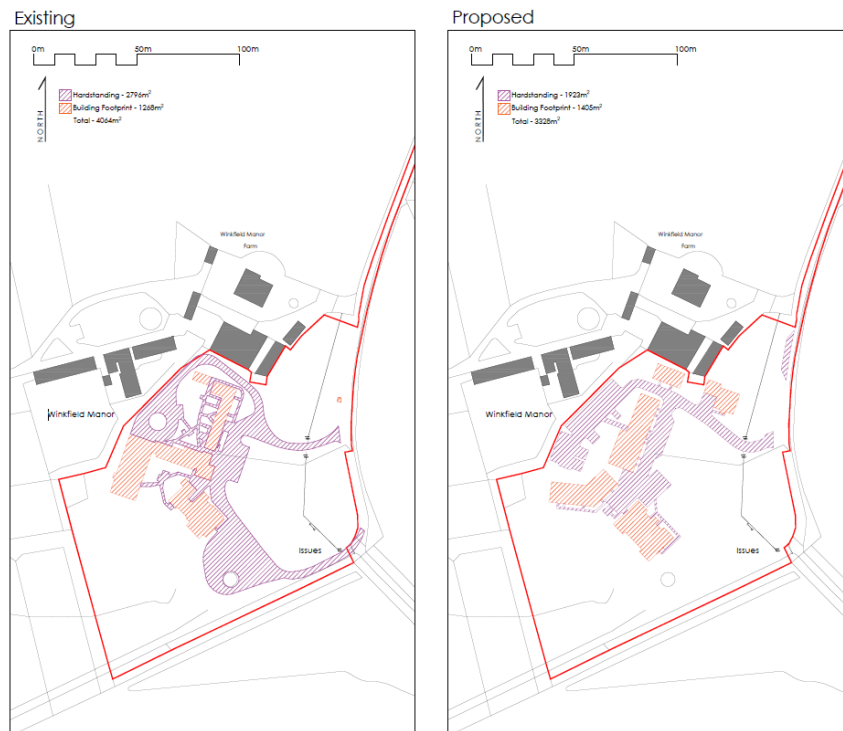 Existing
0m 50m 100m
NORTH
Hardstanding - 2796m²
Building Footprint - 1268m²
Total - 4064m²
Winkfield Manor
Farm
Winkfield Manor
Issues
Proposed
0m 50m 100m
NORTH
Hardstanding - 1923m²
Building Footprint - 1405m²
Total - 3328m²
Winkfield Manor
Farm
Winkfield Manor
Issues